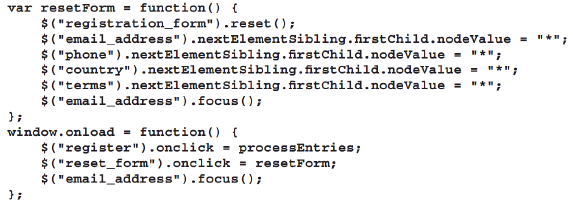 var resetForm = function() {
    $("registration_form").reset();
    $("email_address").nextElementSibling.firstChild.nodeValue = "*";
    $("phone").nextElementSibling.firstChild.nodeValue = "*";
    $("country").nextElementSibling.firstChild.nodeValue = "*";
    $("terms").nextElementSibling.firstChild.nodeValue = "*";
    $("email_address").focus();
};
window.onload = function() {
    $("register").onclick = processEntries;
    $("reset_form").onclick = resetForm;
    $("email_address").focus();
};